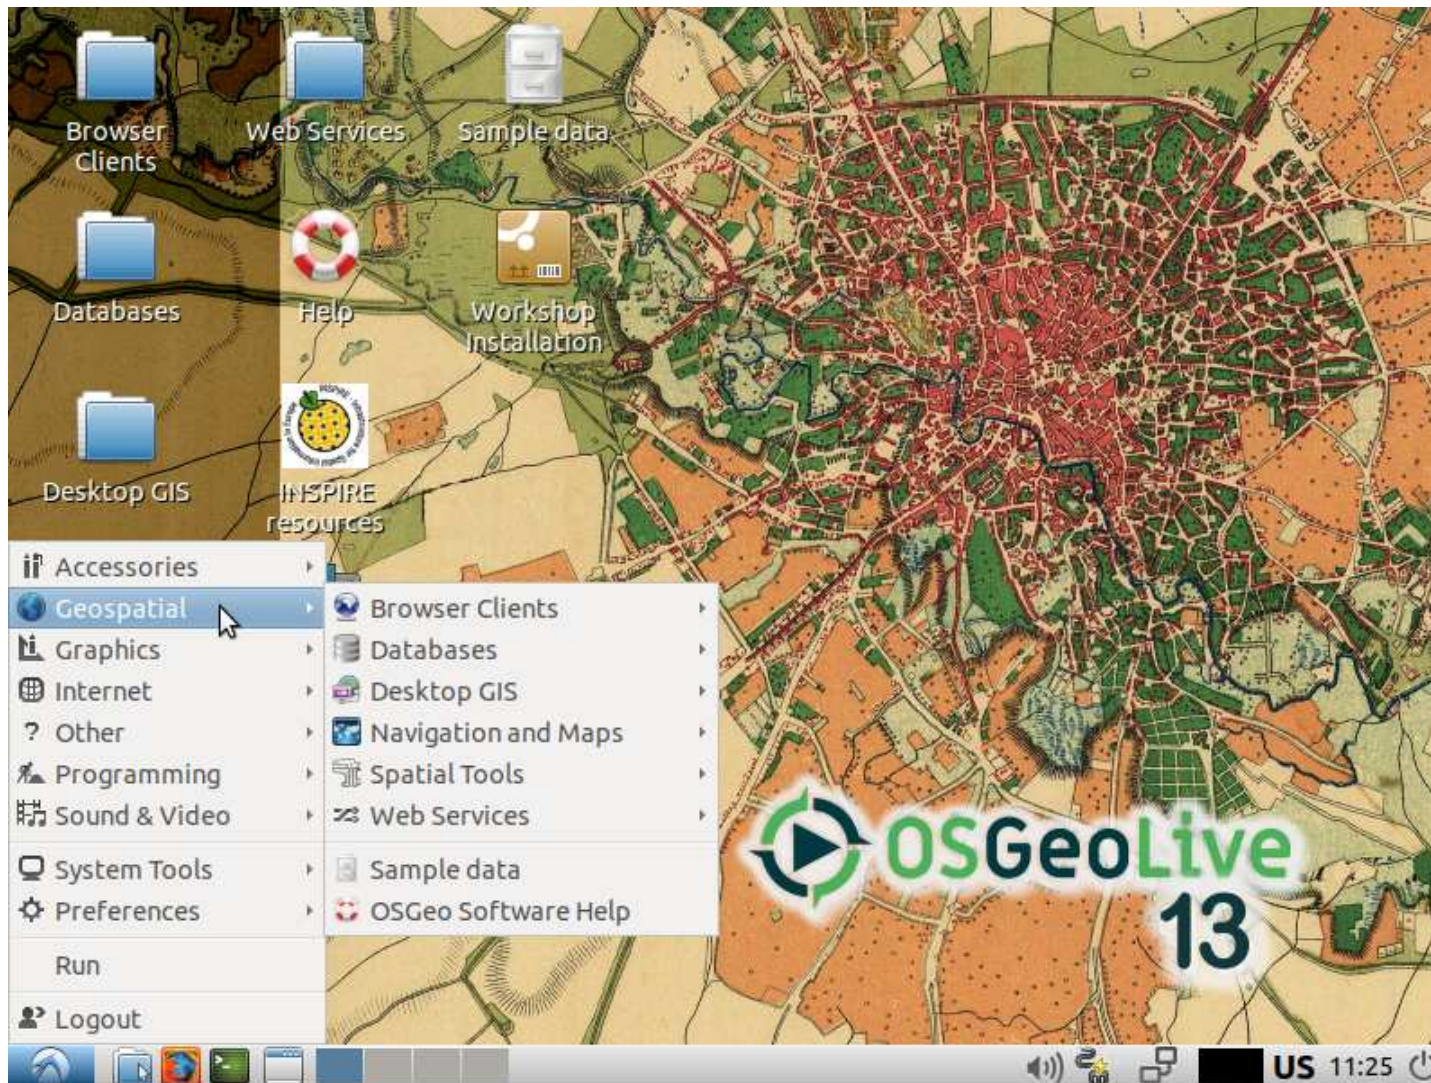 Browser
Clients
Web Services
Sample data
Databases
Help
Workshop
Installation
Desktop GIS
INSPIRE
resources
Accessories
Geospatial
Graphics
Internet
Other
Programming
Sound & Video
System Tools
Preferences
Run
Logout
Browser Clients
Databases
Desktop GIS
Navigation and Maps
Spatial Tools
Web Services
Sample data
OSGeo Software Help
OSGeoLive
13
US 11:25